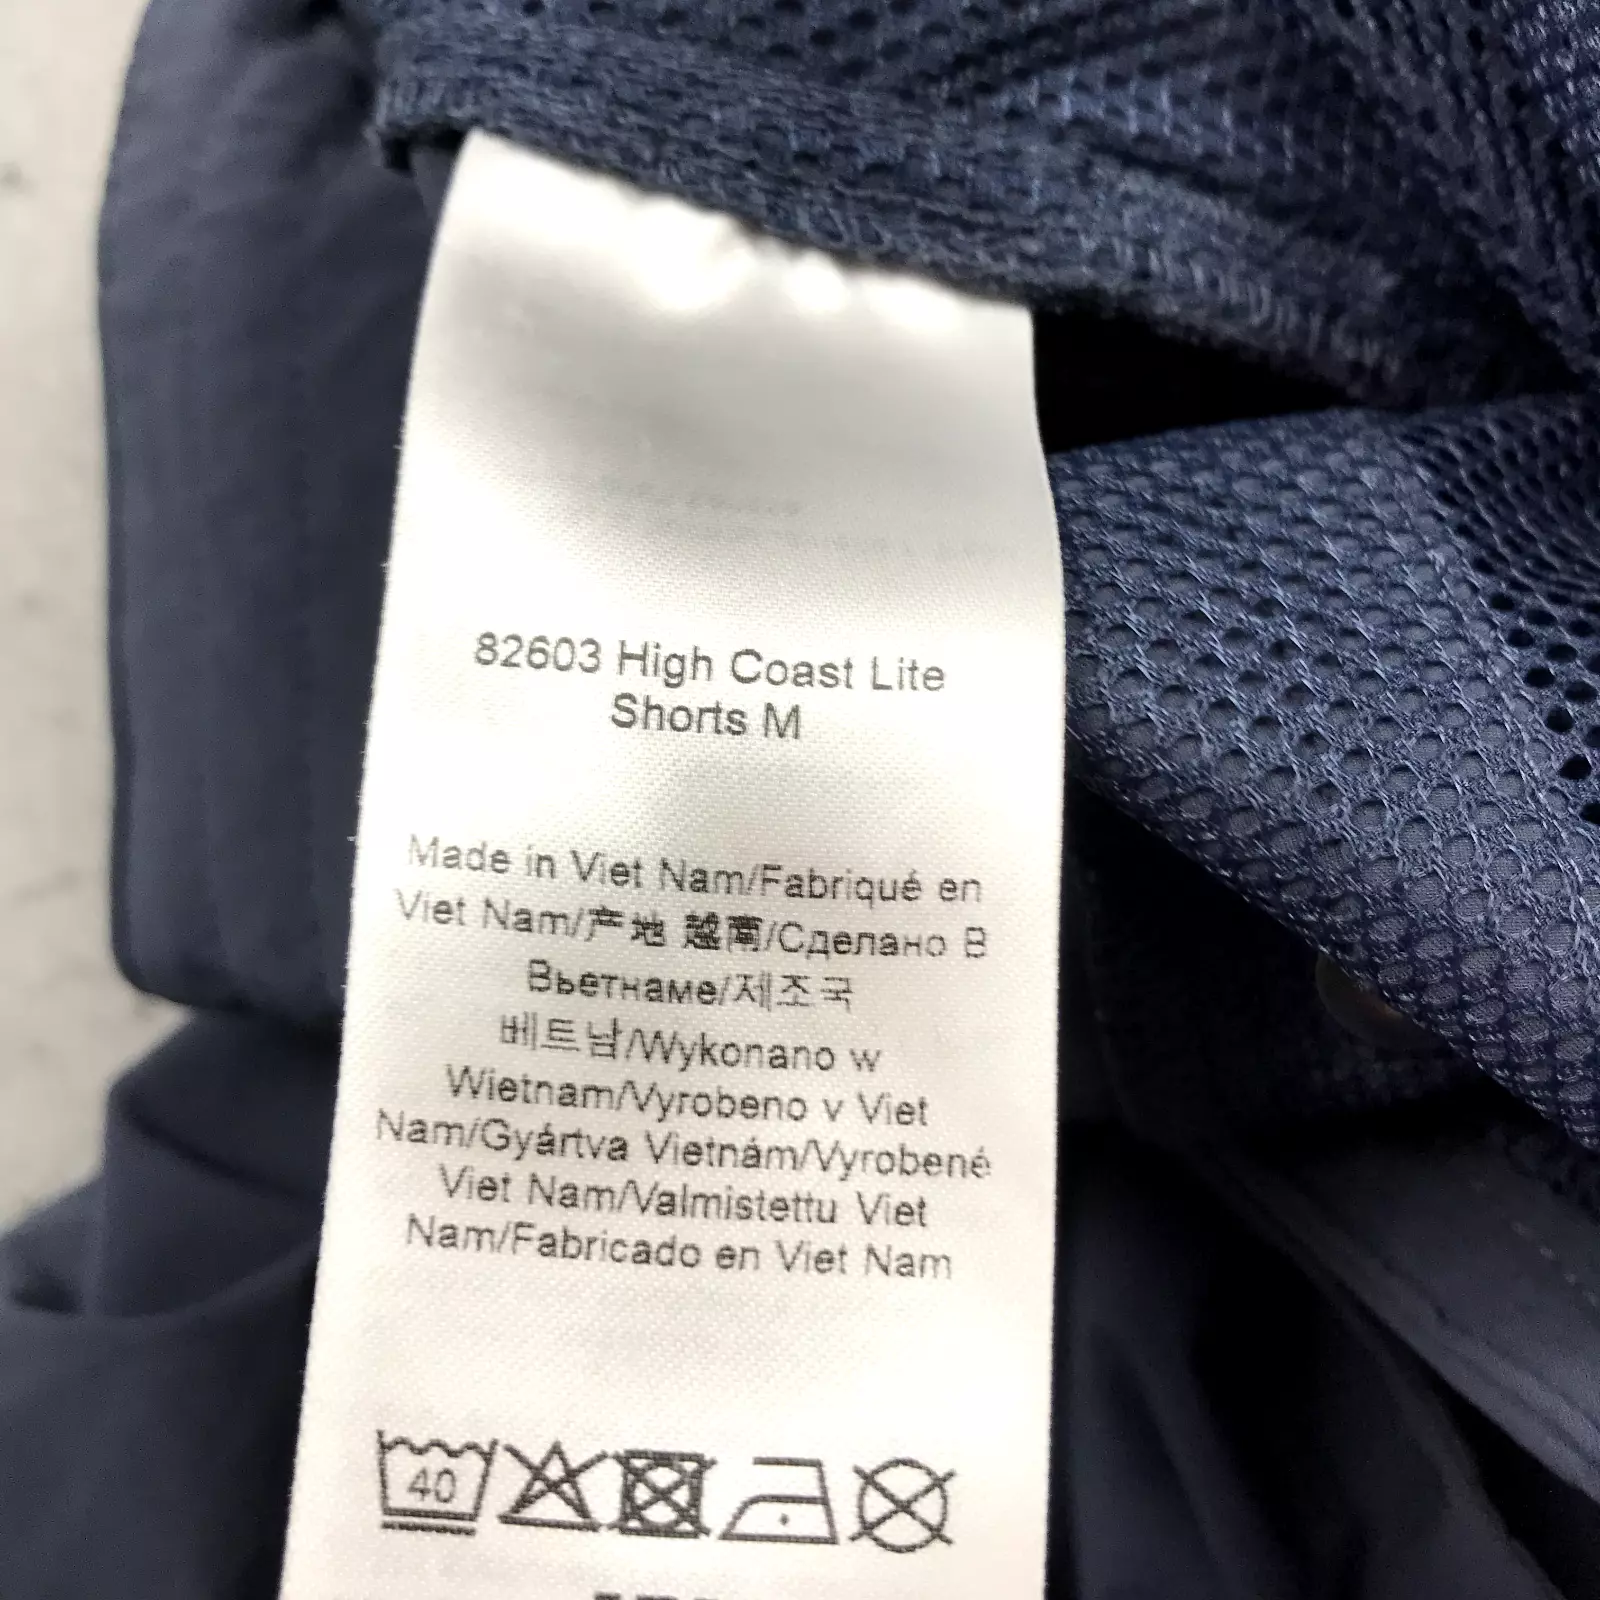 82603 High Coast Lite
Shorts M
Made in Viet Nam/Fabriqué en
Viet Nam/产地 越南/Сделано В
Вьетнаме/제조국
베트남/Wykonano w
Wietnam/Vyrobeno v Viet
Nam/Gyártva Vietnám/Vyrobené
Viet Nam/Valmistettu Viet
Nam/Fabricado en Viet Nam
40